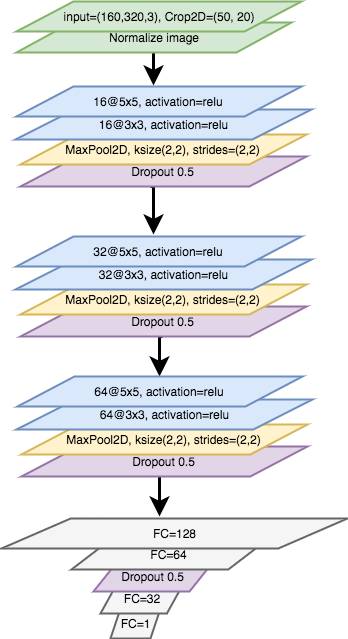 input=(160,320,3), Crop2D=(50, 20)
Normalize image
16@5x5, activation=relu
16@3x3, activation=relu
MaxPool2D, ksize(2,2), strides=(2,2)
Dropout 0.5
32@5x5, activation=relu
32@3x3, activation=relu
MaxPool2D, ksize(2,2), strides=(2,2)
Dropout 0.5
64@5x5, activation=relu
64@3x3, activation=relu
MaxPool2D, ksize(2,2), strides=(2,2)
Dropout 0.5
FC=128
FC=64
Dropout 0.5
FC=32
FC=1